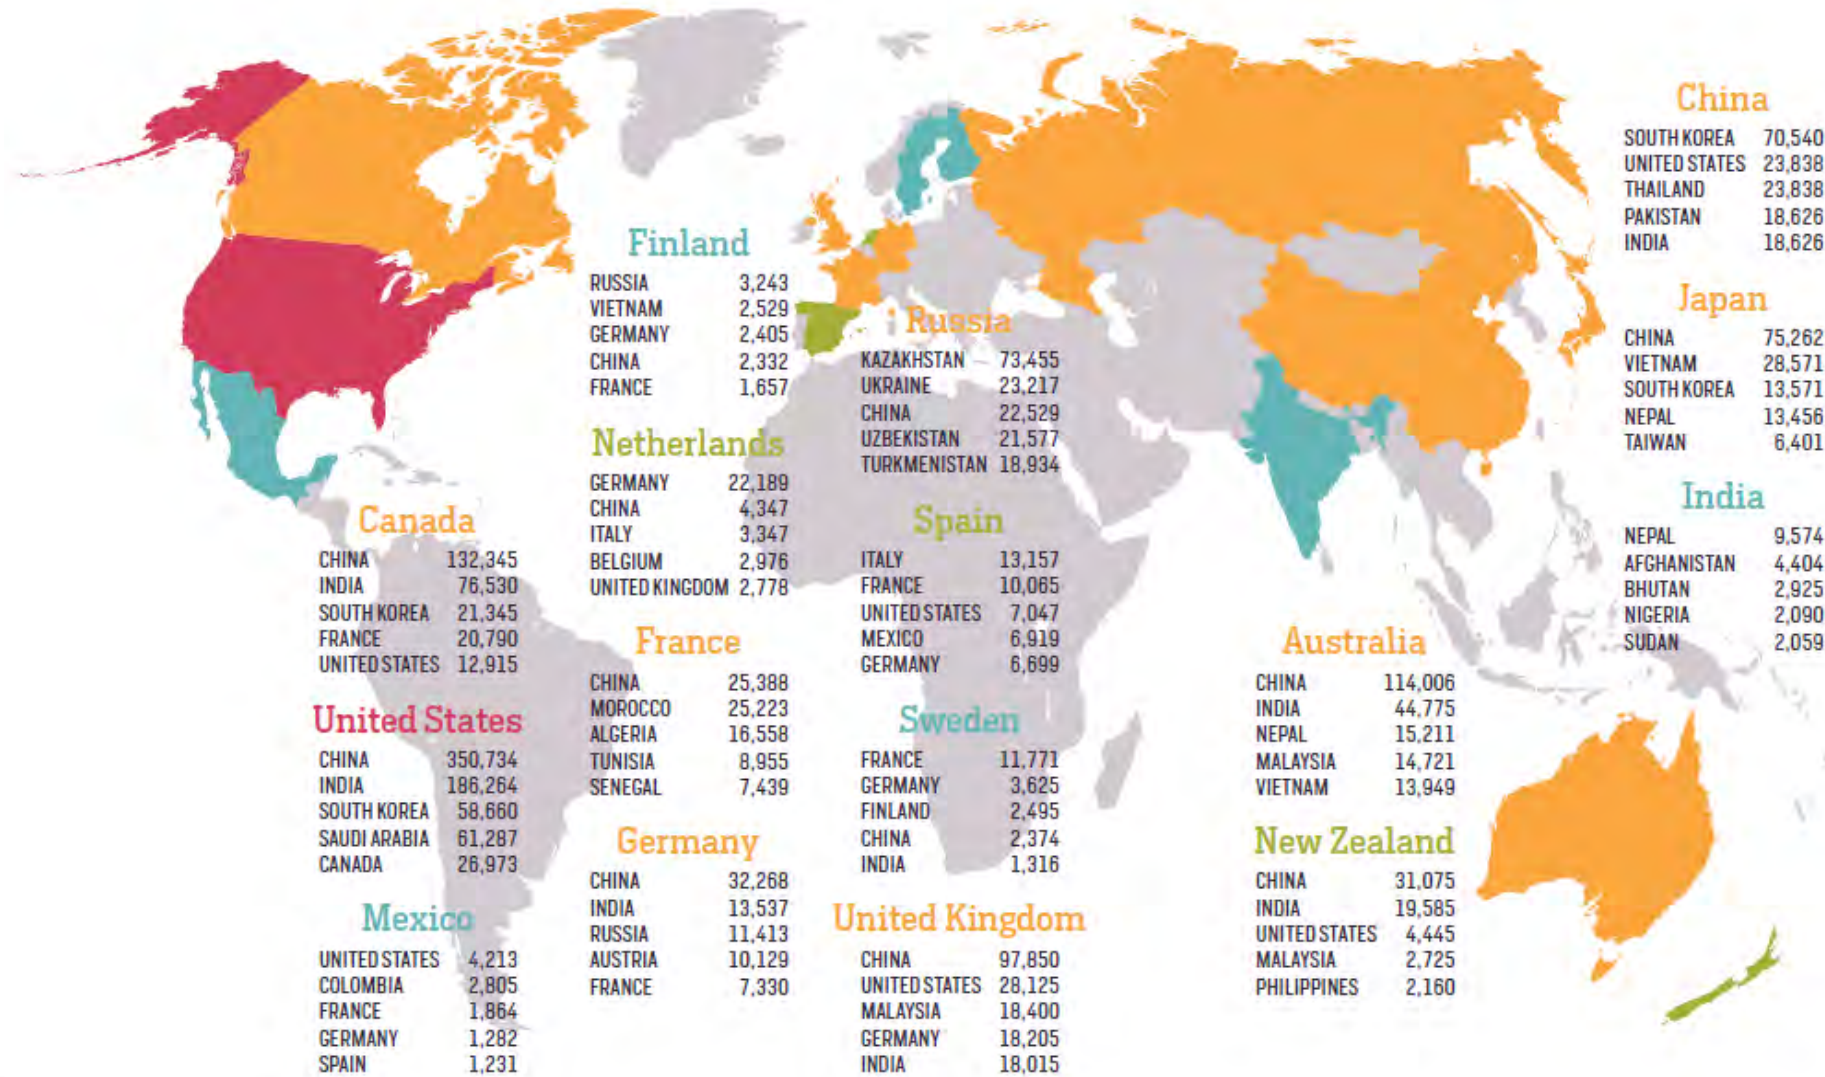 Canada
CHINA 132,345
INDIA 76,530
SOUTH KOREA 21,345
FRANCE 20,790
UNITED STATES 12,915
United States
CHINA 350,734
INDIA 186,264
SOUTH KOREA 58,660
SAUDI ARABIA 61,287
CANADA 26,973
Mexico
UNITED STATES 4,213
COLOMBIA 2,805
FRANCE 1,864
GERMANY 1,282
SPAIN 1,231
Finland
RUSSIA 3,243
VIETNAM 2,529
GERMANY 2,405
CHINA 2,332
FRANCE 1,657
Netherlands
GERMANY 22,189
CHINA 4,347
ITALY 3,347
BELGIUM 2,976
UNITED KINGDOM 2,778
France
CHINA 25,388
MOROCCO 25,223
ALGERIA 16,558
TUNISIA 8,955
SENEGAL 7,439
Germany
CHINA 32,268
INDIA 13,537
RUSSIA 11,413
AUSTRIA 10,129
FRANCE 7,330
Russia
KAZAKHSTAN 73,455
UKRAINE 23,217
CHINA 22,529
UZBEKISTAN 21,577
TURKMENISTAN 18,934
Spain
ITALY 13,157
FRANCE 10,065
UNITED STATES 7,047
MEXICO 6,919
GERMANY 6,699
Sweden
FRANCE 11,771
GERMANY 3,625
FINLAND 2,495
CHINA 2,374
INDIA 1,316
United Kingdom
CHINA 97,850
UNITED STATES 28,125
MALAYSIA 18,400
GERMANY 18,205
INDIA 18,015
Australia
CHINA 114,006
INDIA 44,775
NEPAL 15,211
MALAYSIA 14,721
VIETNAM 13,949
New Zealand
CHINA 31,075
INDIA 19,585
UNITED STATES 4,445
MALAYSIA 2,725
PHILIPPINES 2,160
China
SOUTH KOREA 70,540
UNITED STATES 23,838
THAILAND 23,838
PAKISTAN 18,626
INDIA 18,626
Japan
CHINA 75,262
VIETNAM 28,571
SOUTH KOREA 13,571
NEPAL 13,456
TAIWAN 6,401
India
NEPAL 9,574
AFGHANISTAN 4,404
BHUTAN 2,925
NIGERIA 2,090
SUDAN 2,059